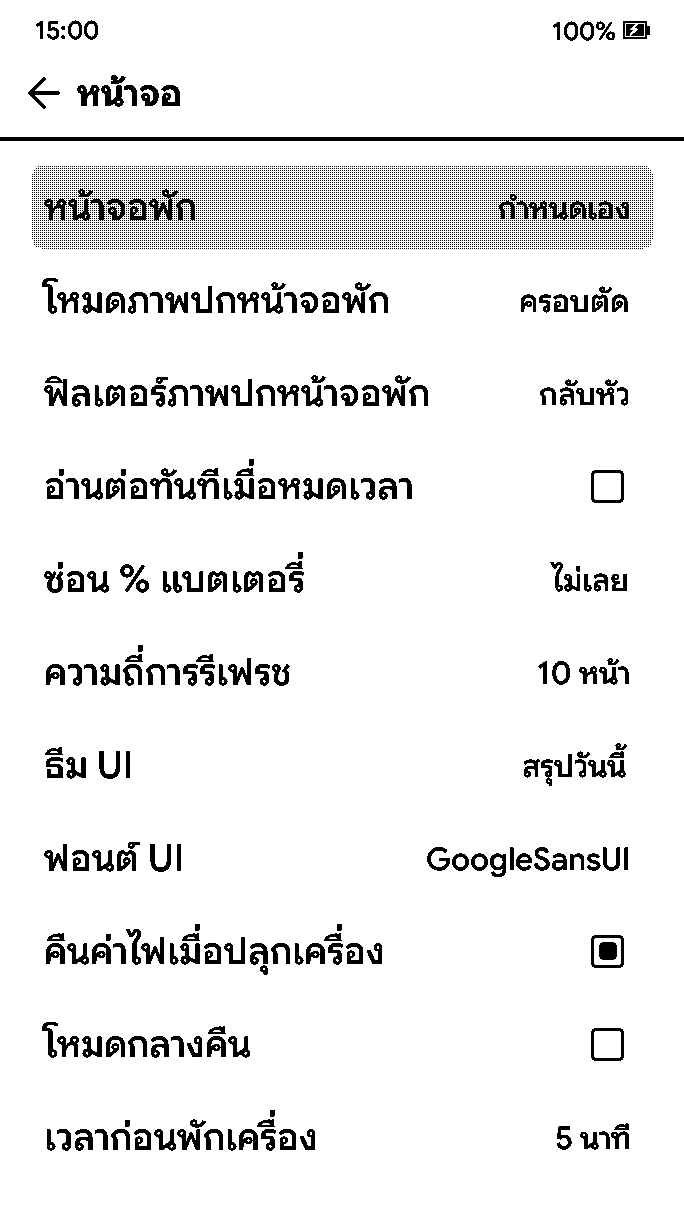 15:00 100%
หน้าจอ
หน้าจอพัก กำหนดเอง
โหมดภาพปกหน้าจอพัก ครอบตัด
ฟิลเตอร์ภาพปกหน้าจอพัก กลับหัว
อ่านต่อทันทีเมื่อหมดเวลา
ซ่อน % แบตเตอรี่ ไม่เลย
ความถี่การรีเฟรช 10 หน้า
ธีม UI สรุปวันนี้
ฟอนต์ UI GoogleSansUI
คืนค่าไฟเมื่อปลุกเครื่อง
โหมดกลางคืน
เวลาก่อนพักเครื่อง 5 นาที